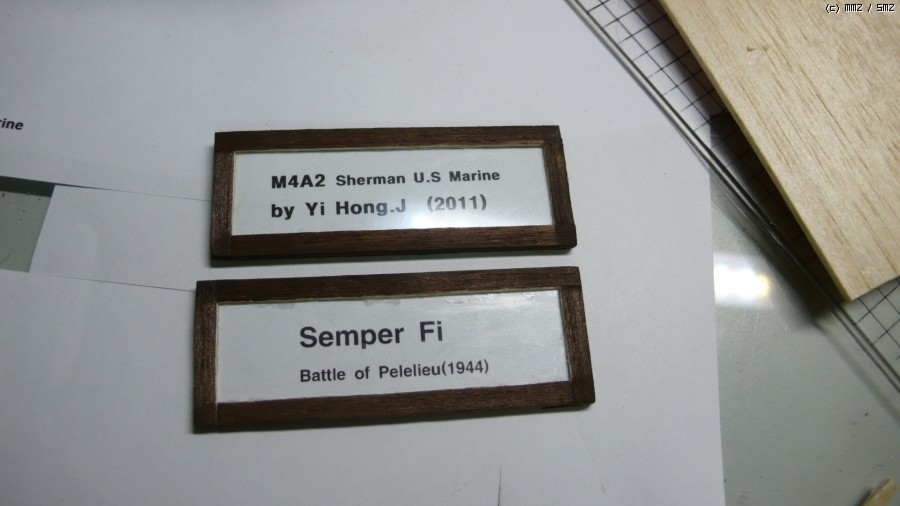 (c) MMZ / SMZ
rine
M4A2 Sherman U.S Marine
by Yi Hong.J (2011)
Semper Fi
Battle of Pelelieu(1944)